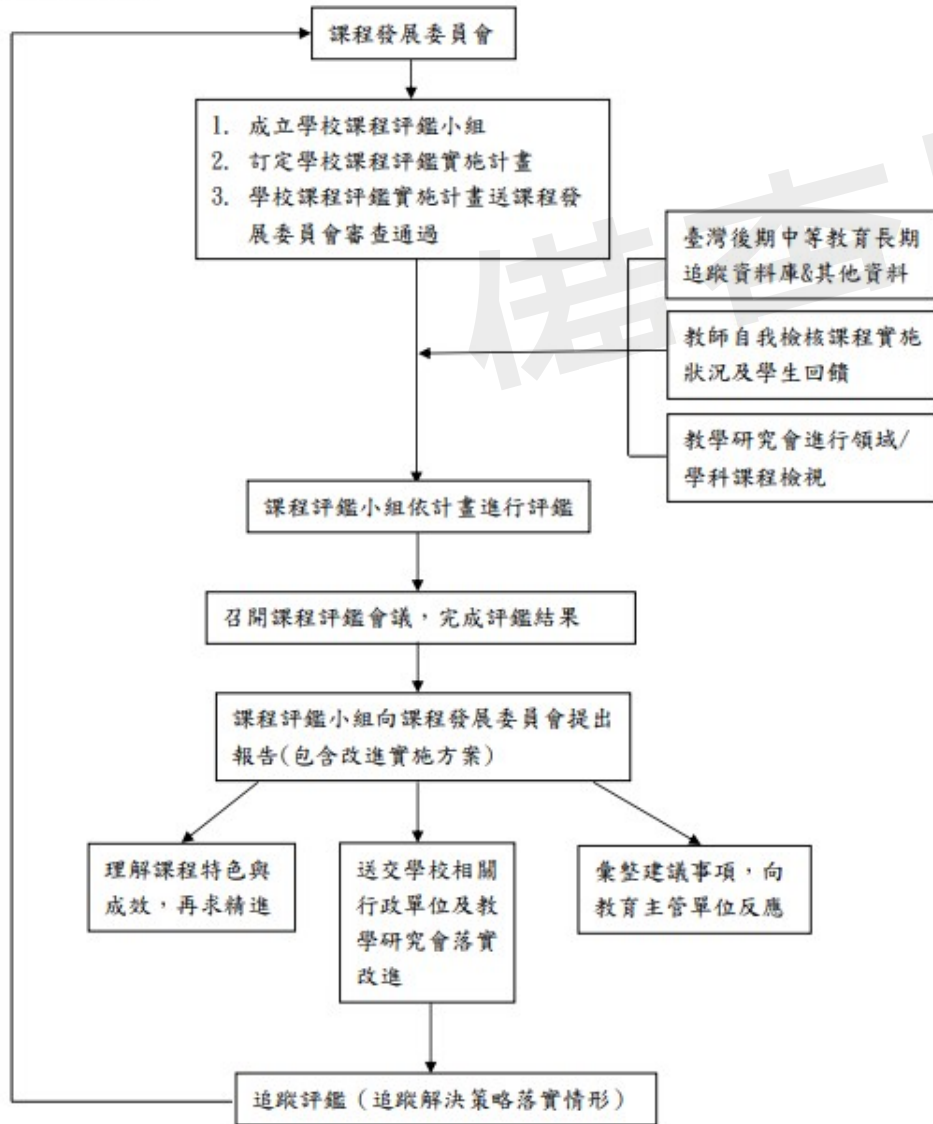 課程發展委員會
1. 成立學校課程評鑑小組
2. 訂定學校課程評鑑實施計畫
3. 學校課程評鑑實施計畫送課程發
展委員會審查通過
臺灣後期中等教育長期
追蹤資料庫&其他資料
教師自我檢核課程實施
狀況及學生回饋
教學研究會進行領域/
學科課程檢視
課程評鑑小組依計畫進行評鑑
召開課程評鑑會議，完成評鑑結果
課程評鑑小組向課程發展委員會提出
報告(包含改進實施方案)
理解課程特色與
成效，再求精進
送交學校相關
行政單位及教
學研究會落實
改進
彙整建議事項，向
教育主管單位反應
追蹤評鑑（追蹤解決策略落實情形）
備查